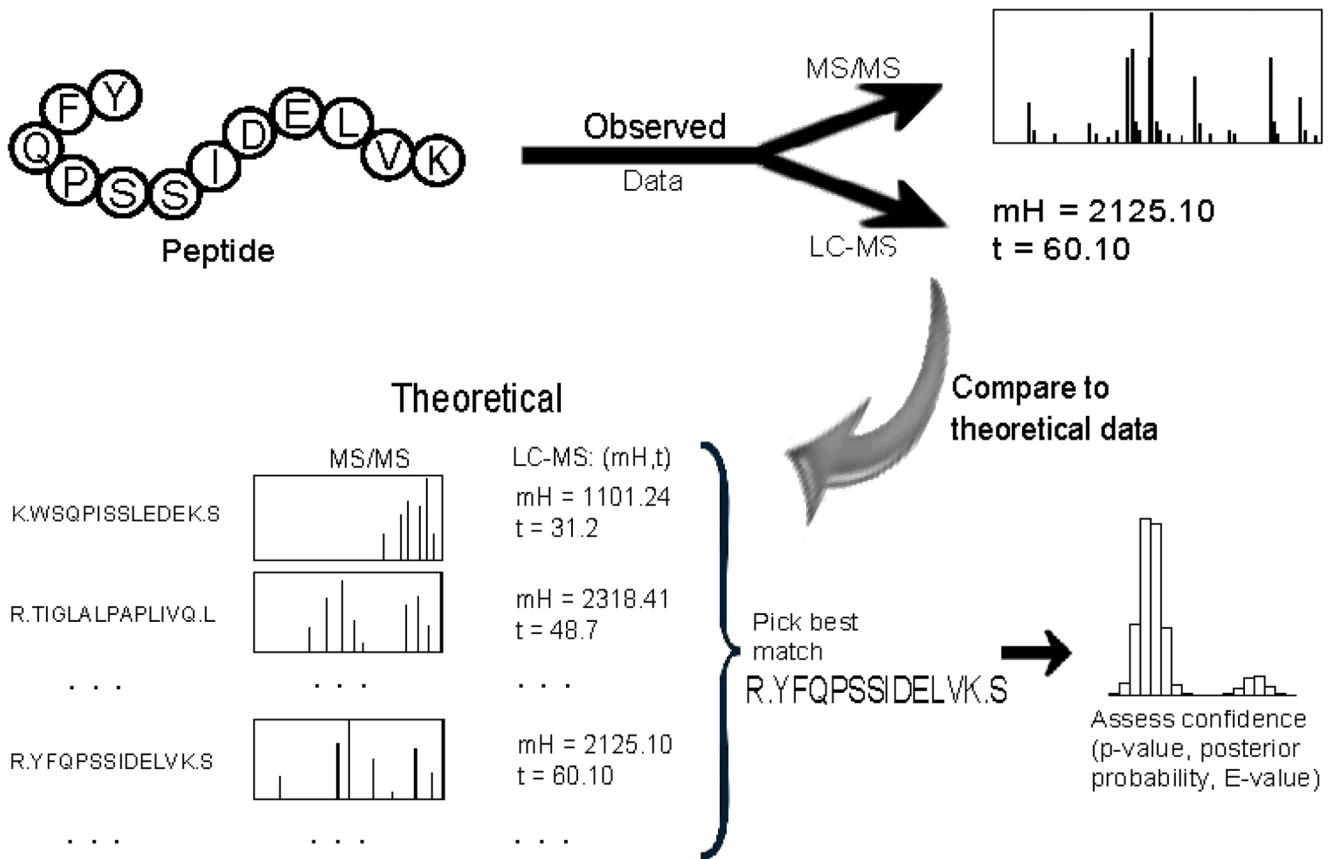 Y
F
Q
P
S
S
I
D
E
L
V
K
Peptide
Observed
Data
MS/MS
LC-MS
mH = 2125.10
t = 60.10
Compare to
theoretical data
Theoretical
MS/MS
LC-MS: (mH,t)
K.WSQPISSLEDEK.S
mH = 1101.24
t = 31.2
R.TIGLALPAPLIVQ.L
mH = 2318.41
t = 48.7
. . .
. . .
. . .
R.YFQPSSIDELVK.S
mH = 2125.10
t = 60.10
. . .
. . .
. . .
Pick best
match
R.YFQPSSIDELVK.S
Assess confidence
(p-value, posterior
probability, E-value)